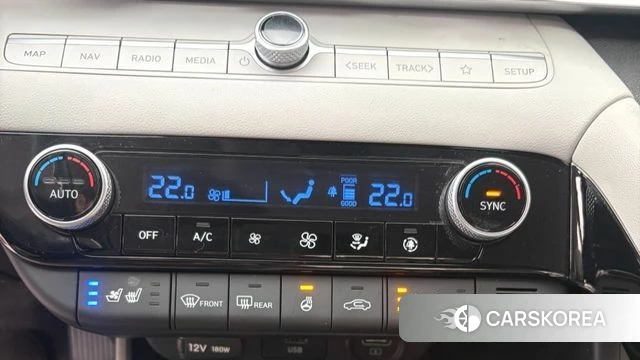 MAP NAV RADIO MEDIA <SEEK TRACK> SETUP
22.0 POOR GOOD 22.0
AUTO SYNC
OFF A/C
FRONT REAR
12V 180W USB
CARSKOREA